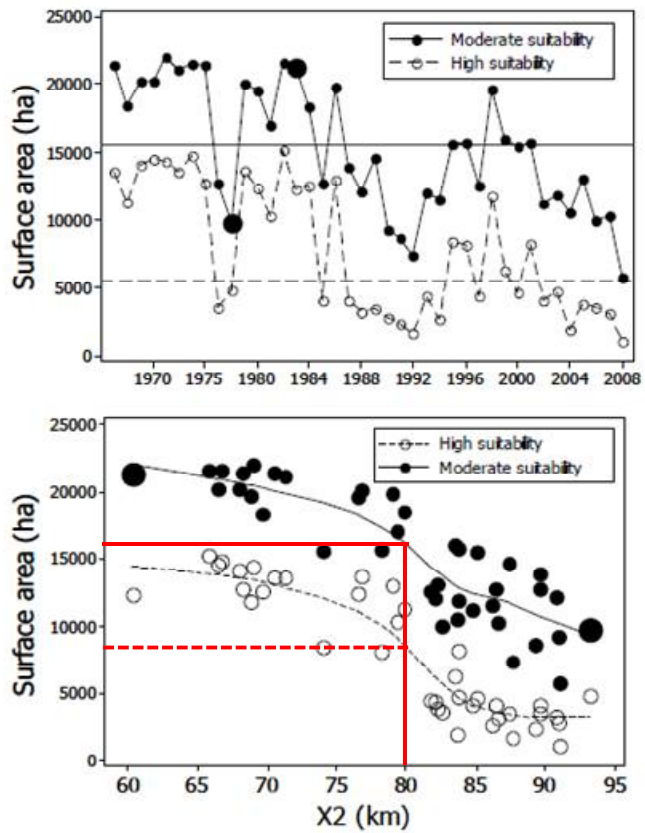 25000
20000
15000
10000
5000
0
Surface area (ha)
Moderate suitability
High suitability
1970 1975 1980 1984 1988 1992 1996 2000 2004 2008
25000
20000
15000
10000
5000
0
Surface area (ha)
High suitability
Moderate suitability
60 65 70 75 80 85 90 95
X2 (km)